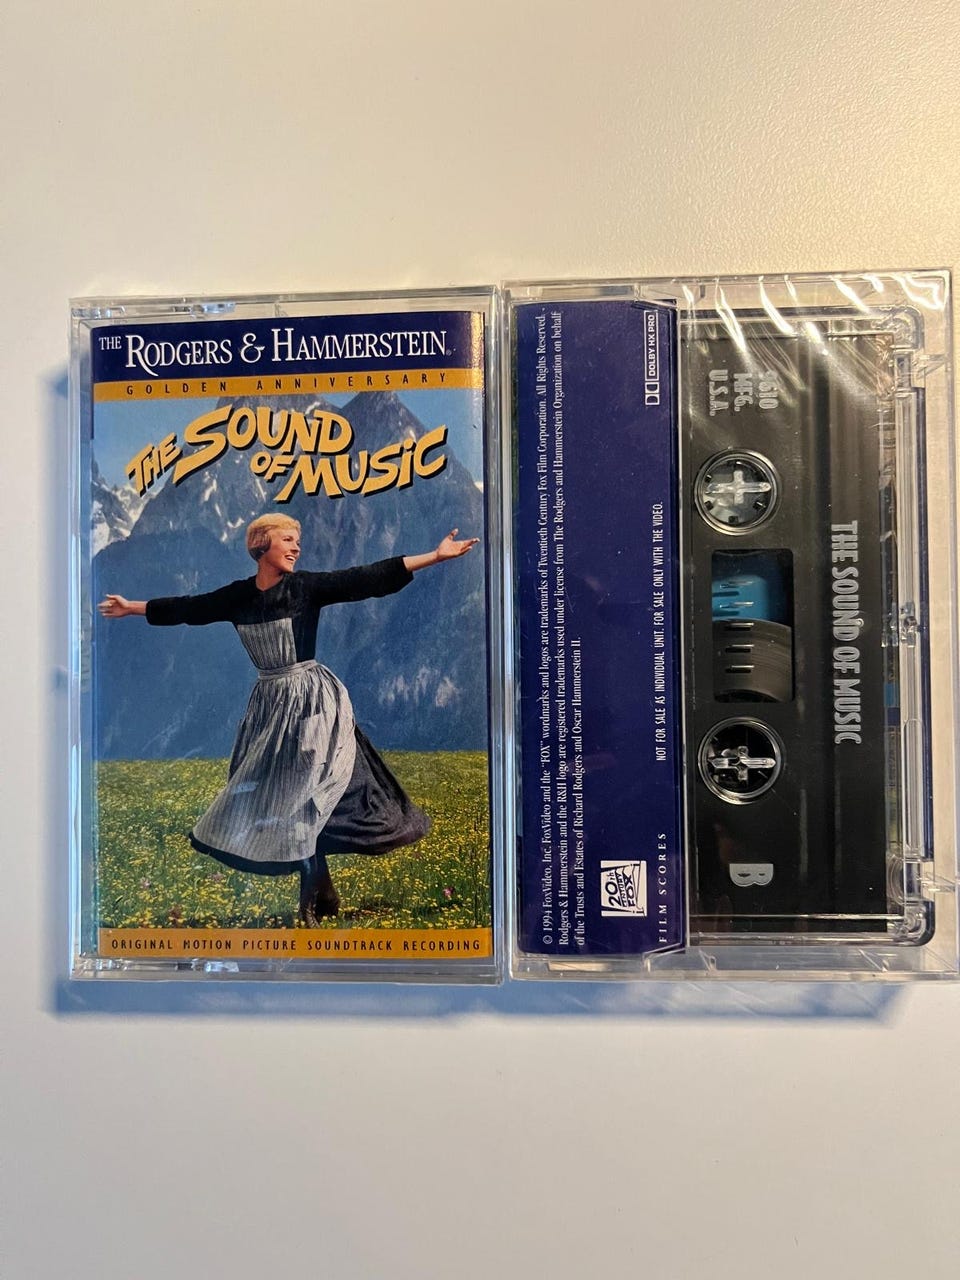 THE RODGERS & HAMMERSTEIN®
GOLDEN ANNIVERSARY
THE SOUND
OF MUSIC
ORIGINAL MOTION PICTURE SOUNDTRACK RECORDING
© 1994 FoxVideo, Inc. FoxVideo and the "FOX" wordmarks and logos are trademarks of Twentieth Century Fox Film Corporation. All Rights Reserved.
Rodgers & Hammerstein and the R&H logo are registered trademarks used under license from The Rodgers and Hammerstein Organization on behalf
of the Trusts and Estates of Richard Rodgers and Oscar Hammerstein II.
20th
CENTURY
FOX
NOT FOR SALE AS INDIVIDUAL UNIT. FOR SALE ONLY WITH THE VIDEO.
DOLBY HX PRO
FILM SCORES
9610
MFG.
U.S.A.
B
THE SOUND OF MUSIC